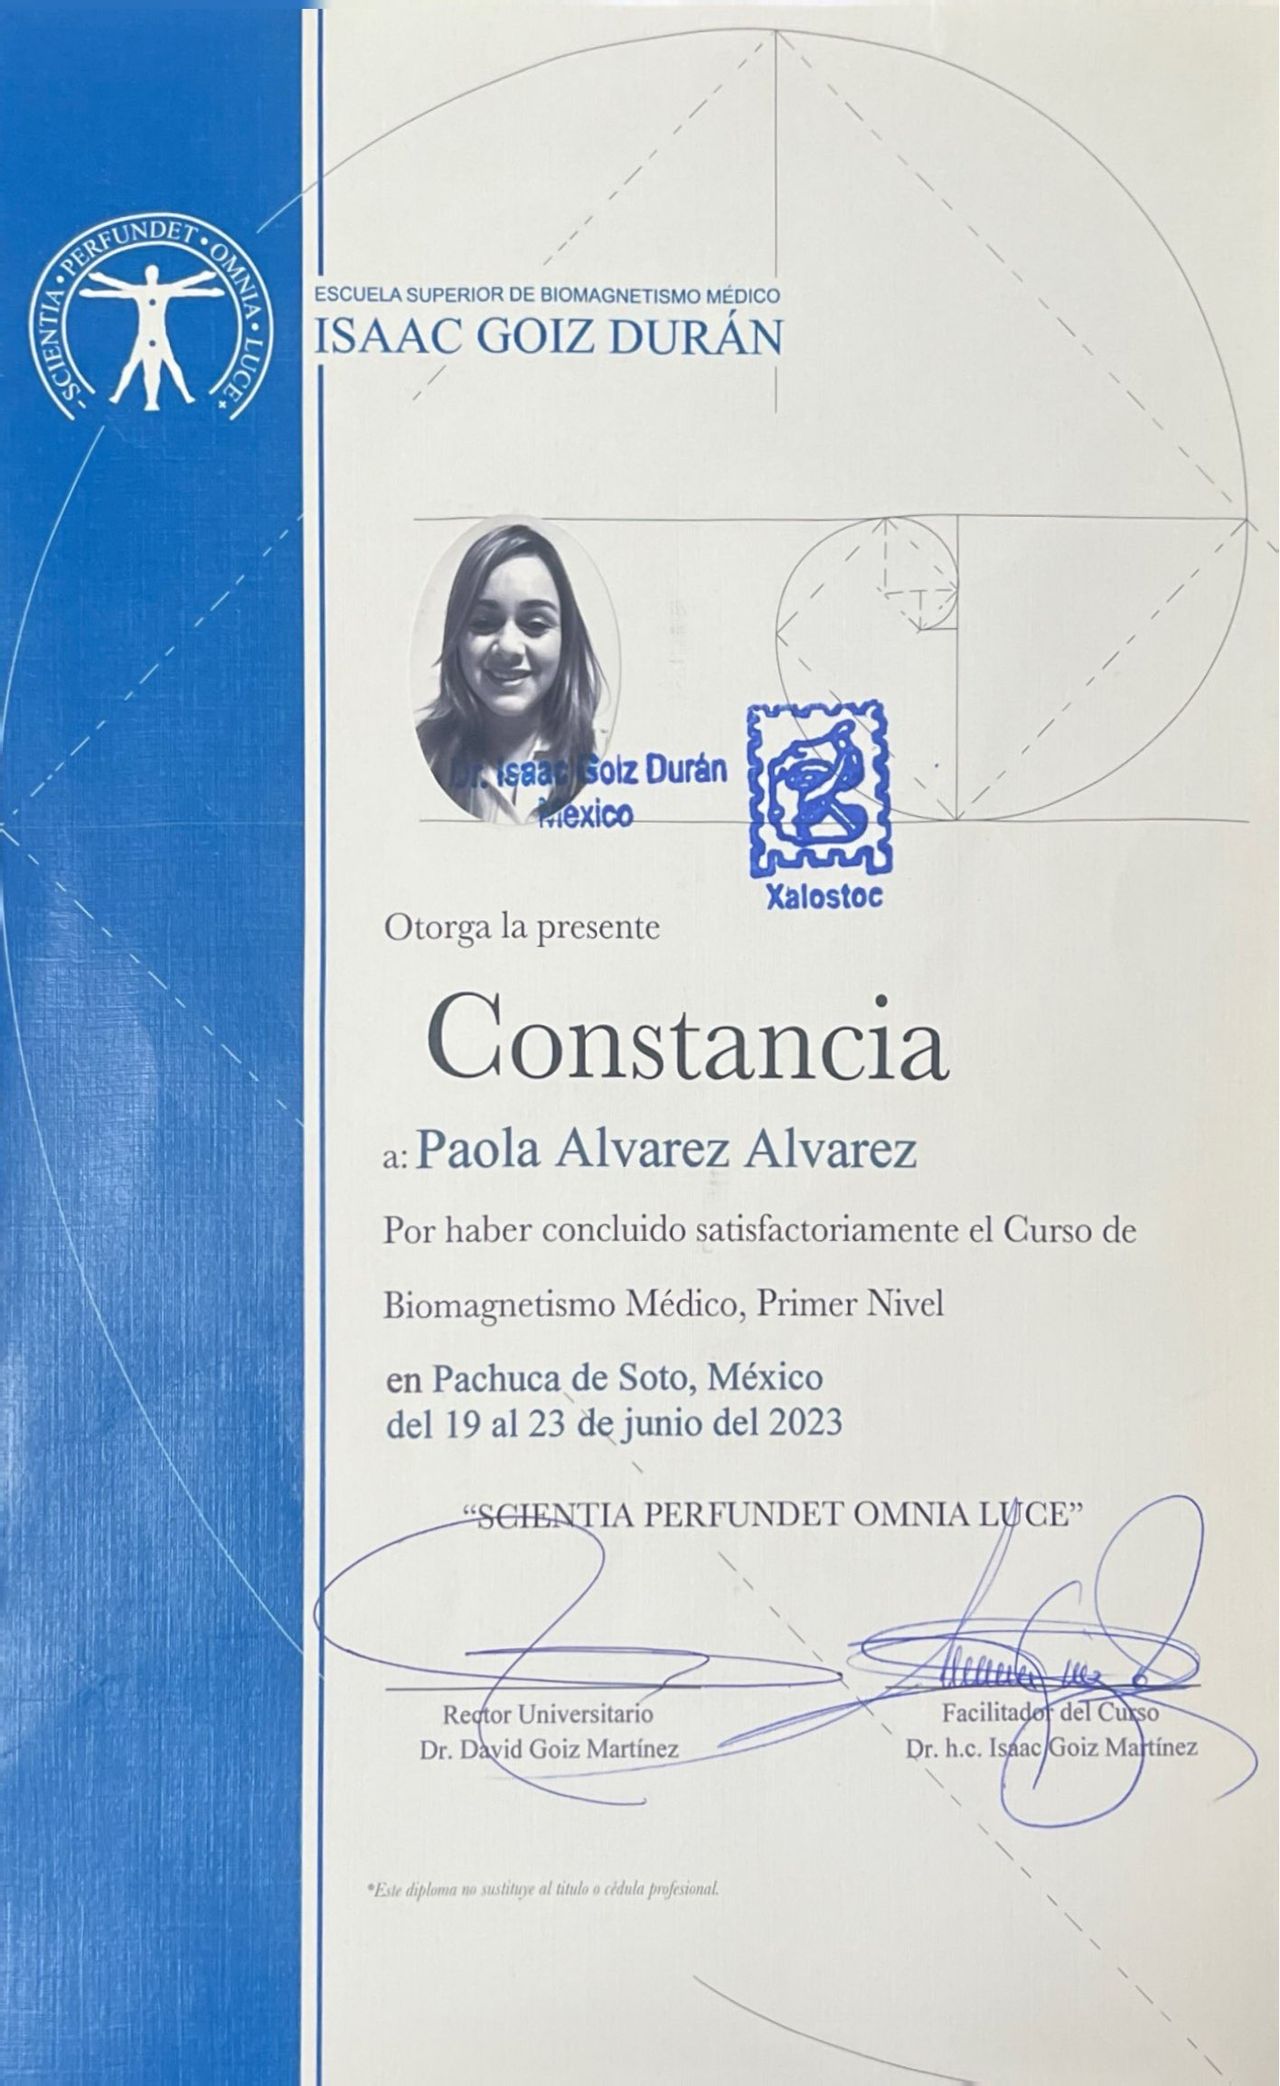 - SCIENTIA • PERFUNDET • OMNIA • LUCE +
ESCUELA SUPERIOR DE BIOMAGNETISMO MÉDICO
ISAAC GOIZ DURÁN
Dr. Isaac Goiz Durán
México
Xalostoc
Otorga la presente
Constancia
a: Paola Alvarez Alvarez
Por haber concluido satisfactoriamente el Curso de
Biomagnetismo Médico, Primer Nivel
en Pachuca de Soto, México
del 19 al 23 de junio del 2023
“SCIENTIA PERFUNDET OMNIA LUCE”
Rector Universitario
Dr. David Goiz Martínez
Facilitador del Curso
Dr. h.c. Isaac Goiz Martínez
*Este diploma no sustituye al titulo o cédula profesional.